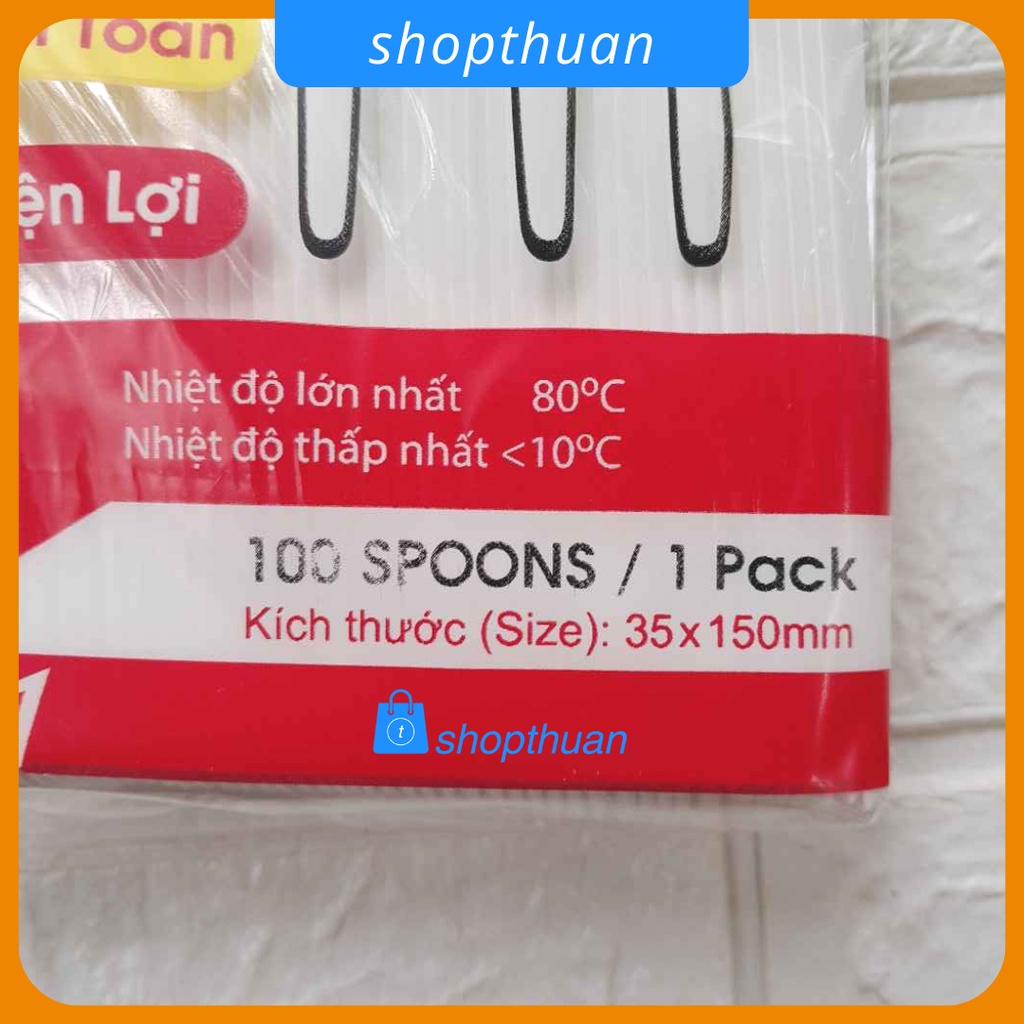 shopthuan
Toàn
ện Lợi
Nhiệt độ lớn nhất 80°C
Nhiệt độ thấp nhất <10°C
100 SPOONS / 1 Pack
Kích thước (Size): 35x150mm
t
shopthuan